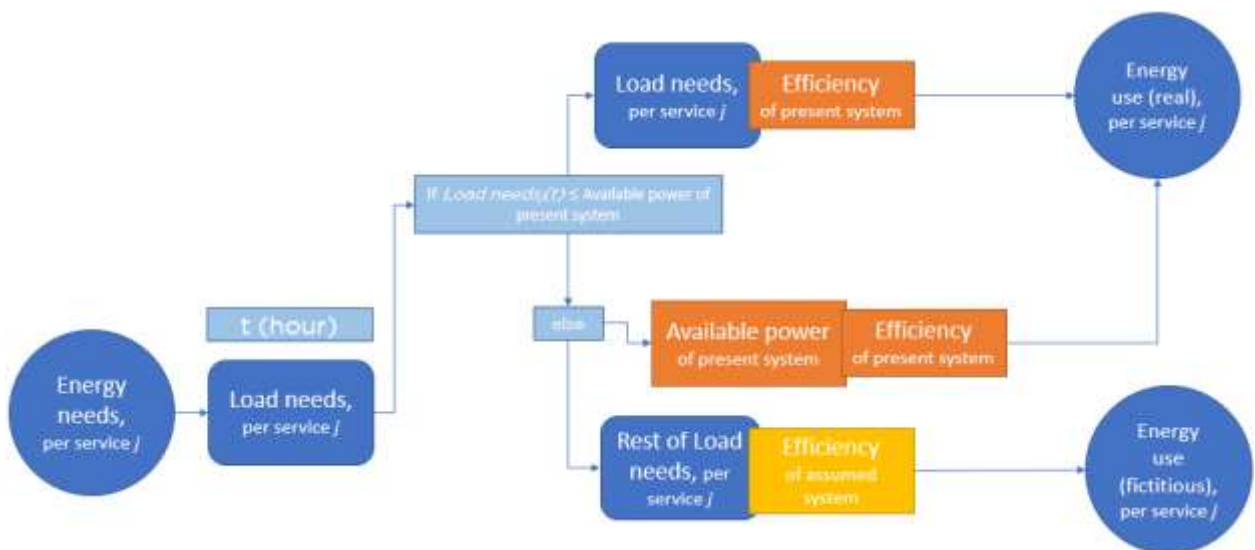 Load needs,
per service j
Efficiency
of present system
Energy
use (real),
per service j
If Load needsj(t) ≤ Available power of
present system
t (hour)
else
Available power
of present system
Efficiency
of present system
Energy
needs,
per service j
Load needs,
per service j
Rest of Load
needs, per
service j
Efficiency
of assumed
system
Energy
use
(fictitious),
per service j